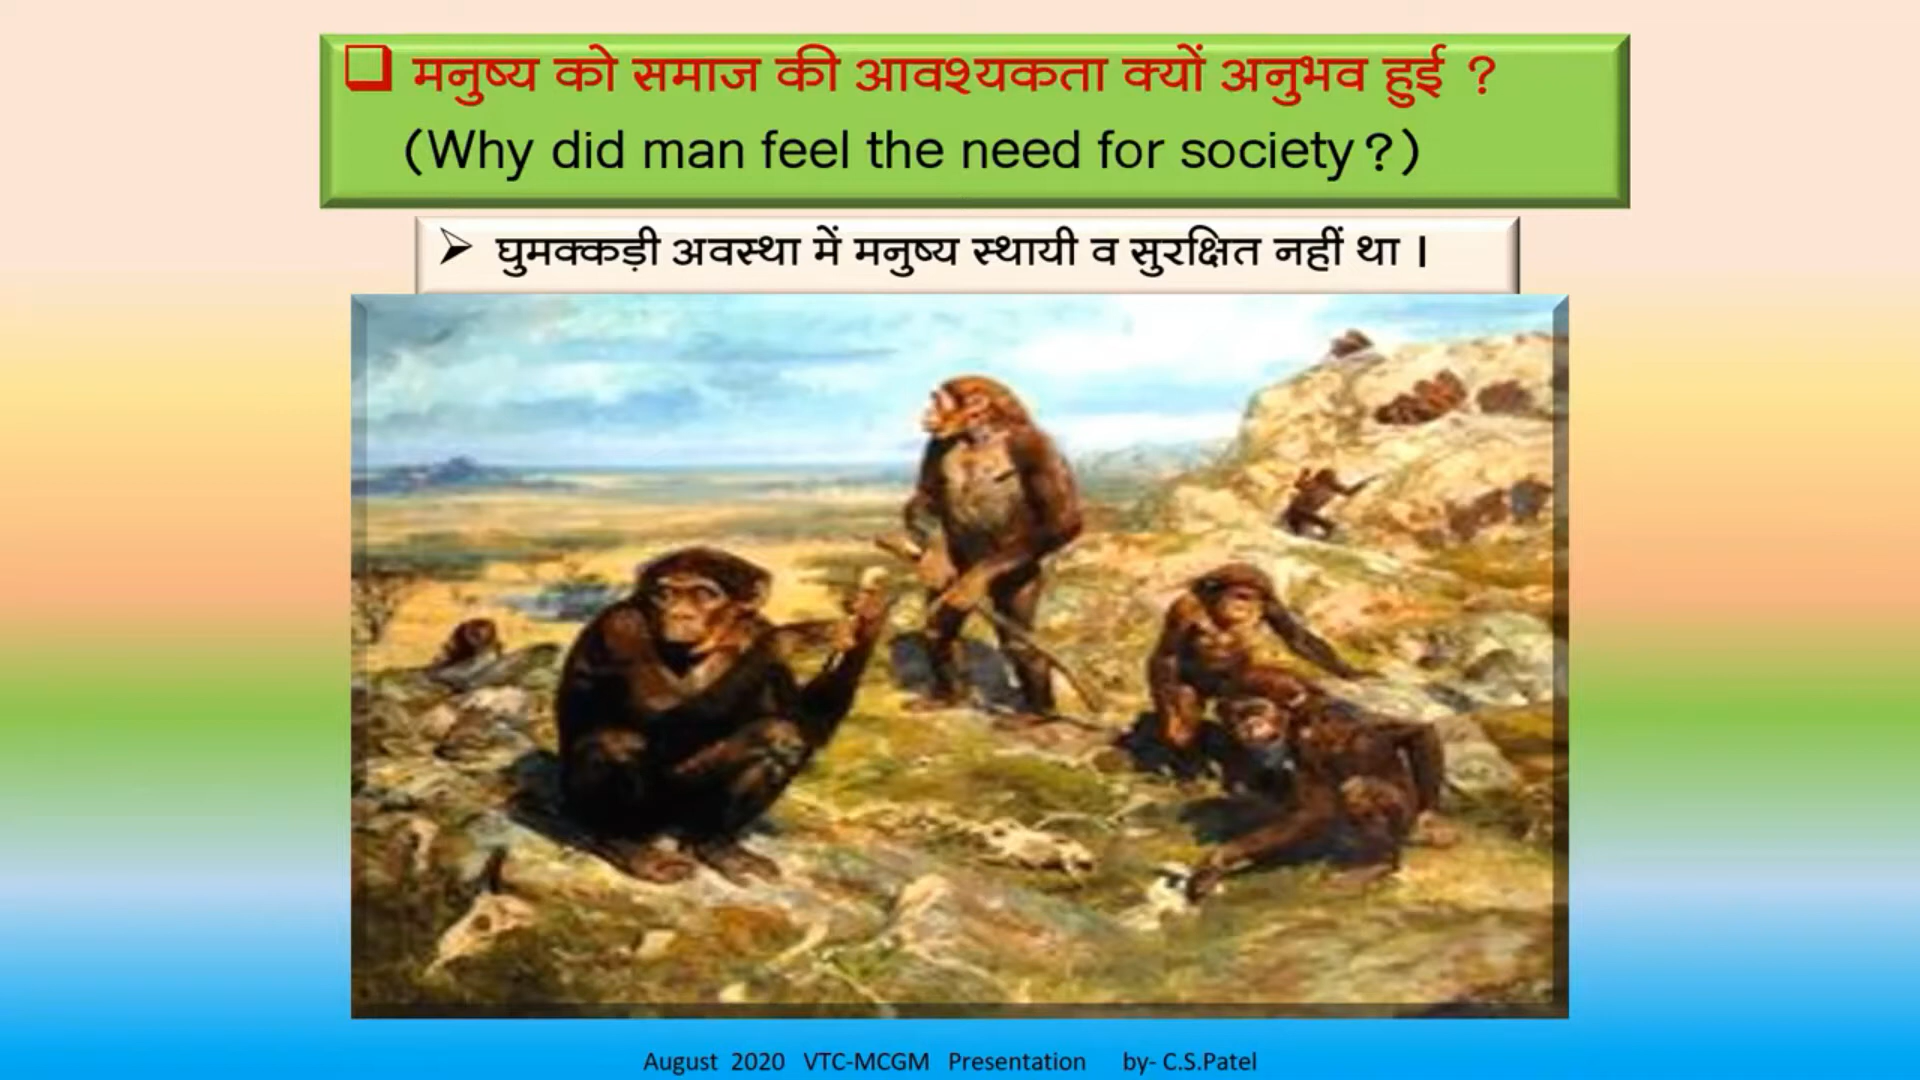 मनुष्य को समाज की आवश्यकता क्यों अनुभव हुई ?
(Why did man feel the need for society?)
घुमक्कड़ी अवस्था में मनुष्य स्थायी व सुरक्षित नहीं था ।
August 2020 VTC-MCGM Presentation by- C.S.Patel